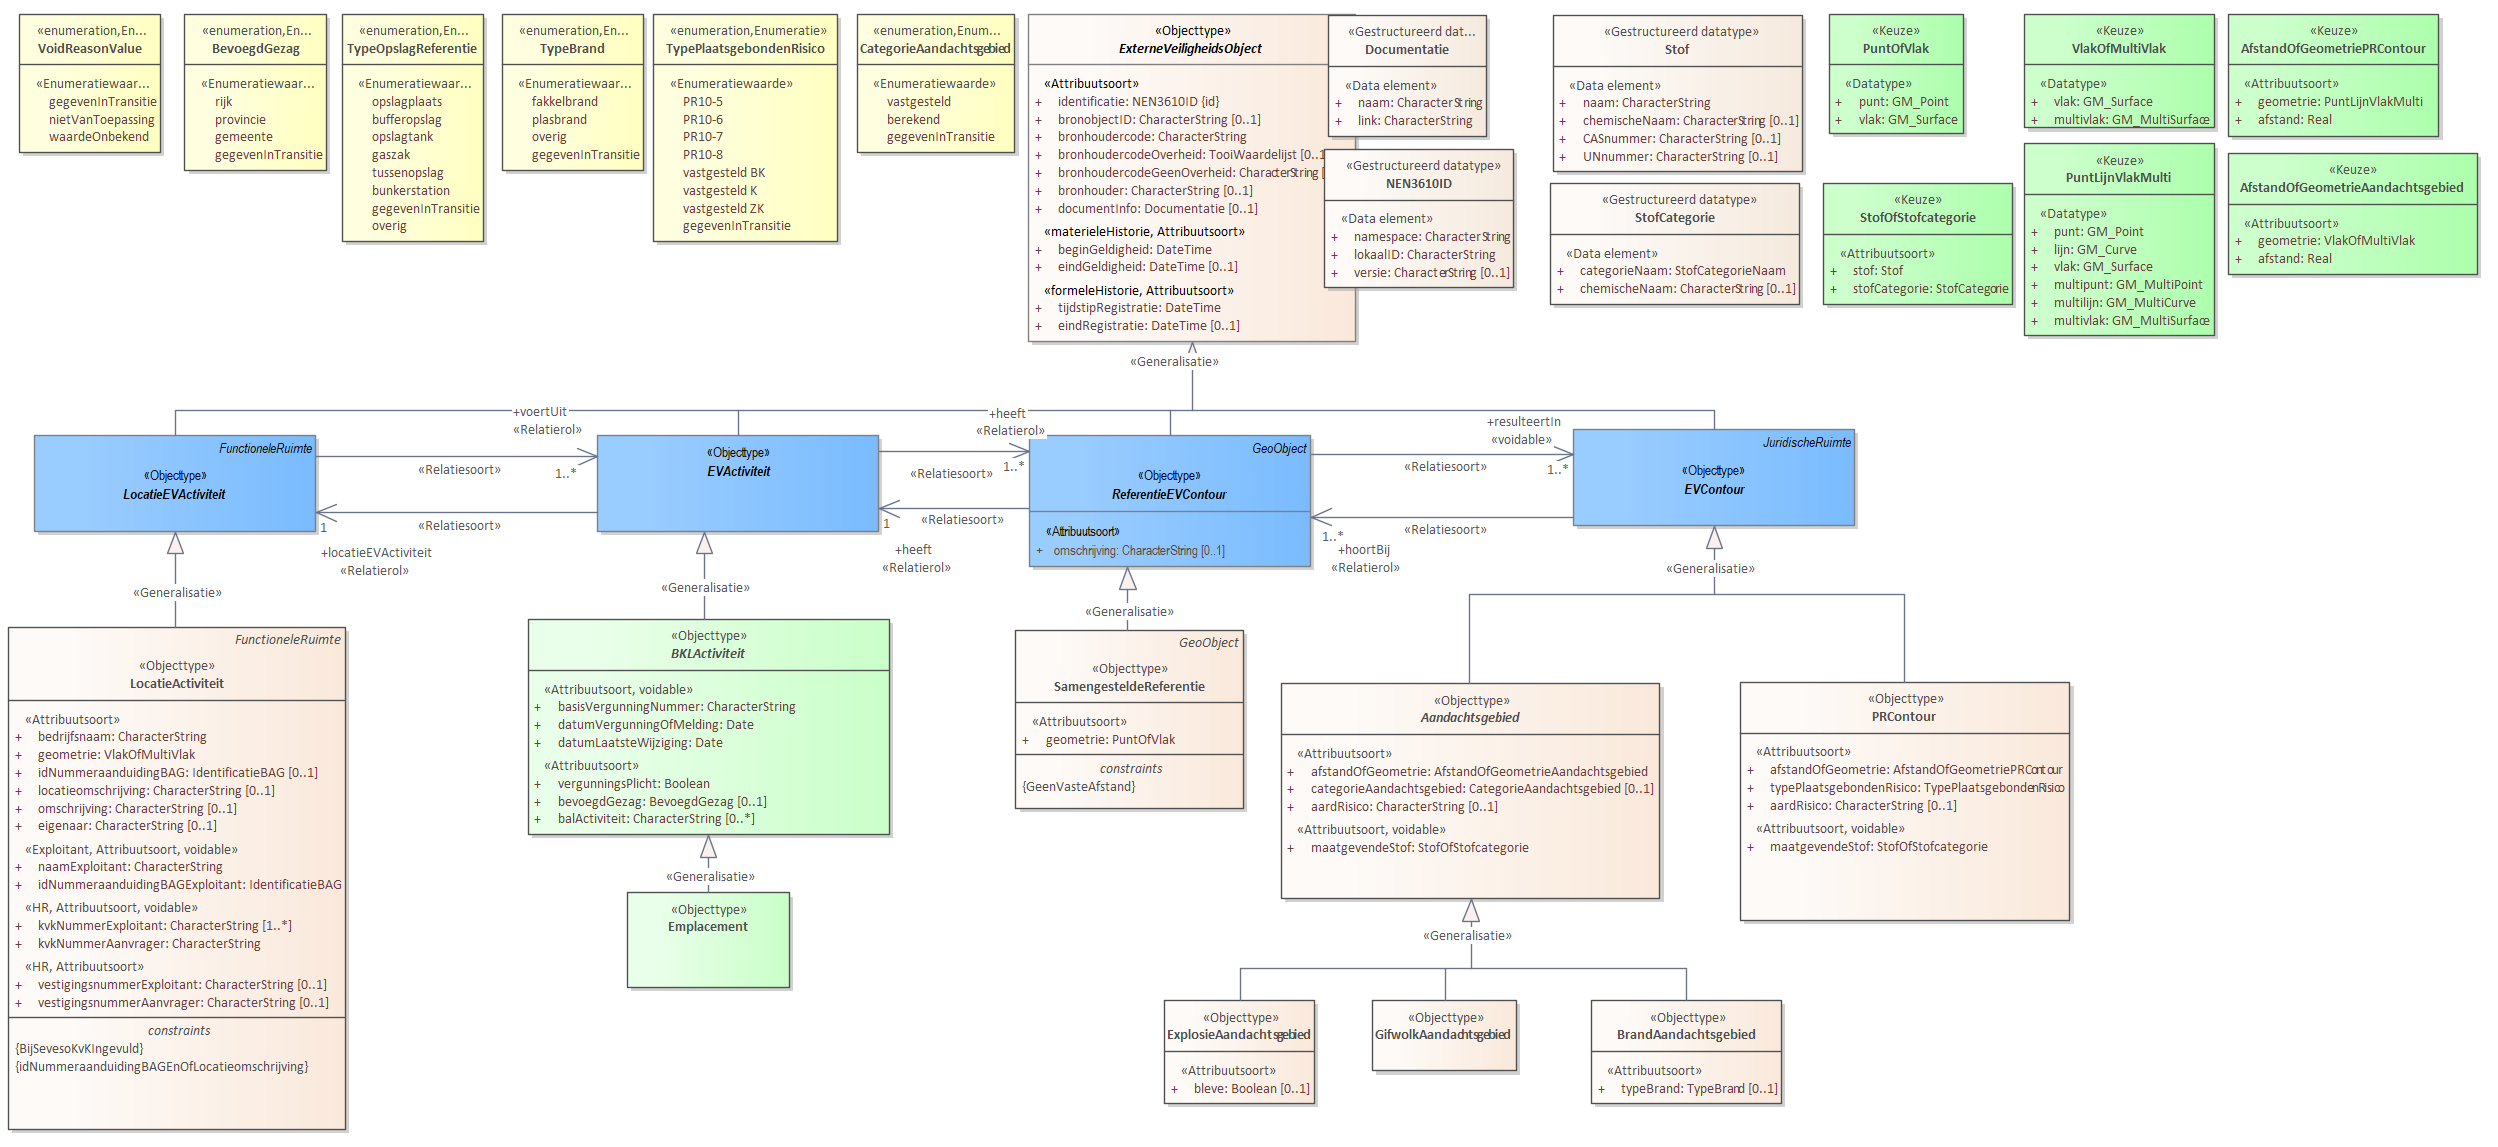 «enumeration,En...
VoidReasonValue
«Enumeratiewaar...
gegevenInTransitie
nietVanToepassing
waardeOnbekend
«enumeration,En...
BevoegdGezag
«Enumeratiewaar...
rijk
provincie
gemeente
gegevenInTransitie
«enumeration,En...
TypeOpslagReferentie
«Enumeratiewaar...
opslagplaats
bufferopslag
opslagtank
gaszak
tussenopslag
bunkerstation
gegevenInTransitie
overig
«enumeration,En...
TypeBrand
«Enumeratiewaar...
fakkelbrand
plasbrand
overig
gegevenInTransitie
«enumeration,Enumeratie»
TypePlaatsgebondenRisico
«Enumeratiewaarde»
PR10-5
PR10-6
PR10-7
PR10-8
vastgesteld BK
vastgesteld K
vastgesteld ZK
gegevenInTransitie
«enumeration,Enum...
CategorieAandachtsgebied
«Enumeratiewaarde»
vastgesteld
berekend
gegevenInTransitie
«Objecttype»
ExterneVeiligheidsObject
«Attribuutsoort»
+ identificatie: NEN3610ID {id}
+ bronobjectID: CharacterString [0..1]
+ bronhoudercode: CharacterString
+ bronhoudercodeOverheid: TooiWaardelijst [0..1
+ bronhoudercodeGeenOverheid: CharacterString [
+ bronhouder: CharacterString [0..1]
+ documentInfo: Documentatie [0..1]
«materieleHistorie, Attribuutsoort»
+ beginGeldigheid: DateTime
+ eindGeldigheid: DateTime [0..1]
«formeleHistorie, Attribuutsoort»
+ tijdstipRegistratie: DateTime
+ eindRegistratie: DateTime [0..1]
«Gestructureerd dat...
Documentatie
«Data element»
+ naam: CharacterString
+ link: CharacterString
«Gestructureerd datatype»
NEN3610ID
«Data element»
+ namespace: CharacterString
+ lokaalID: CharacterString
+ versie: CharacterString [0..1]
«Gestructureerd datatype»
Stof
«Data element»
+ naam: CharacterString
+ chemischeNaam: CharacterString [0..1]
+ CASnummer: CharacterString [0..1]
+ UNnummer: CharacterString [0..1]
«Gestructureerd datatype»
StofCategorie
«Data element»
+ categorieNaam: StofCategorieNaam
+ chemischeNaam: CharacterString [0..1]
«Keuze»
PuntOfVlak
«Datatype»
+ punt: GM_Point
+ vlak: GM_Surface
«Keuze»
StofOfStofcategorie
«Attribuutsoort»
+ stof: Stof
+ stofCategorie: StofCategorie
«Keuze»
VlakOfMultiVlak
«Datatype»
+ vlak: GM_Surface
+ multivlak: GM_MultiSurface
«Keuze»
PuntLijnVlakMulti
«Datatype»
+ punt: GM_Point
+ lijn: GM_Curve
+ vlak: GM_Surface
+ multipunt: GM_MultiPoint
+ multilijn: GM_MultiCurve
+ multivlak: GM_MultiSurface
«Keuze»
AfstandOfGeometriePRContour
«Attribuutsoort»
+ geometrie: PuntLijnVlakMulti
+ afstand: Real
«Keuze»
AfstandOfGeometrieAandachtsgebied
«Attribuutsoort»
+ geometrie: VlakOfMultiVlak
+ afstand: Real
«Generalisatie»
+voertUit
«Relatierol»
+heeft
«Relatierol»
+resulteertIn
«voidable»
FunctioneleRuimte
«Objecttype»
LocatieEVActiviteit
«Relatiesoort»
1..*
«Objecttype»
EVActiviteit
«Relatiesoort»
1..*
GeoObject
«Objecttype»
ReferentieEVContour
«Attribuutsoort»
+ omschrijving: CharacterString [0..1]
«Relatiesoort»
1..*
JuridischeRuimte
«Objecttype»
EVContour
«Relatiesoort»
1
+locatieEVActiviteit
«Relatierol»
«Relatiesoort»
1
+heeft
«Relatierol»
«Relatiesoort»
1..*
+hoortBij
«Relatierol»
«Generalisatie»
«Generalisatie»
«Generalisatie»
«Generalisatie»
FunctioneleRuimte
«Objecttype»
LocatieActiviteit
«Attribuutsoort»
+ bedrijfsnaam: CharacterString
+ geometrie: VlakOfMultiVlak
+ idNummeraanduidingBAG: IdentificatieBAG [0..1]
+ locatieomschrijving: CharacterString [0..1]
+ omschrijving: CharacterString [0..1]
+ eigenaar: CharacterString [0..1]
«Exploitant, Attribuutsoort, voidable»
+ naamExploitant: CharacterString
+ idNummeraanduidingBAGExploitant: IdentificatieBAG
«HR, Attribuutsoort, voidable»
+ kvkNummerExploitant: CharacterString [1..*]
+ kvkNummerAanvrager: CharacterString
«HR, Attribuutsoort»
+ vestigingsnummerExploitant: CharacterString [0..1]
+ vestigingsnummerAanvrager: CharacterString [0..1]
constraints
{BijSevesoKvKIngevuld}
{idNummeraanduidingBAGEnOfLocatieomschrijving}
«Objecttype»
BKLActiviteit
«Attribuutsoort, voidable»
+ basisVergunningNummer: CharacterString
+ datumVergunningOfMelding: Date
+ datumLaatsteWijziging: Date
«Attribuutsoort»
+ vergunningsPlicht: Boolean
+ bevoegdGezag: BevoegdGezag [0..1]
+ balActiviteit: CharacterString [0..*]
«Generalisatie»
«Objecttype»
Emplacement
GeoObject
«Objecttype»
SamengesteldeReferentie
«Attribuutsoort»
+ geometrie: PuntOfVlak
constraints
{GeenVasteAfstand}
«Objecttype»
Aandachtsgebied
«Attribuutsoort»
+ afstandOfGeometrie: AfstandOfGeometrieAandachtsgebied
+ categorieAandachtsgebied: CategorieAandachtsgebied [0..1]
+ aardRisico: CharacterString [0..1]
«Attribuutsoort, voidable»
+ maatgevendeStof: StofOfStofcategorie
«Objecttype»
PRContour
«Attribuutsoort»
+ afstandOfGeometrie: AfstandOfGeometriePRContour
+ typePlaatsgebondenRisico: TypePlaatsgebondenRisico
+ aardRisico: CharacterString [0..1]
«Attribuutsoort, voidable»
+ maatgevendeStof: StofOfStofcategorie
«Generalisatie»
«Objecttype»
ExplosieAandachtsgebied
«Attribuutsoort»
+ bleve: Boolean [0..1]
«Objecttype»
GifwolkAandachtsgebied
«Objecttype»
BrandAandachtsgebied
«Attribuutsoort»
+ typeBrand: TypeBrand [0..1]